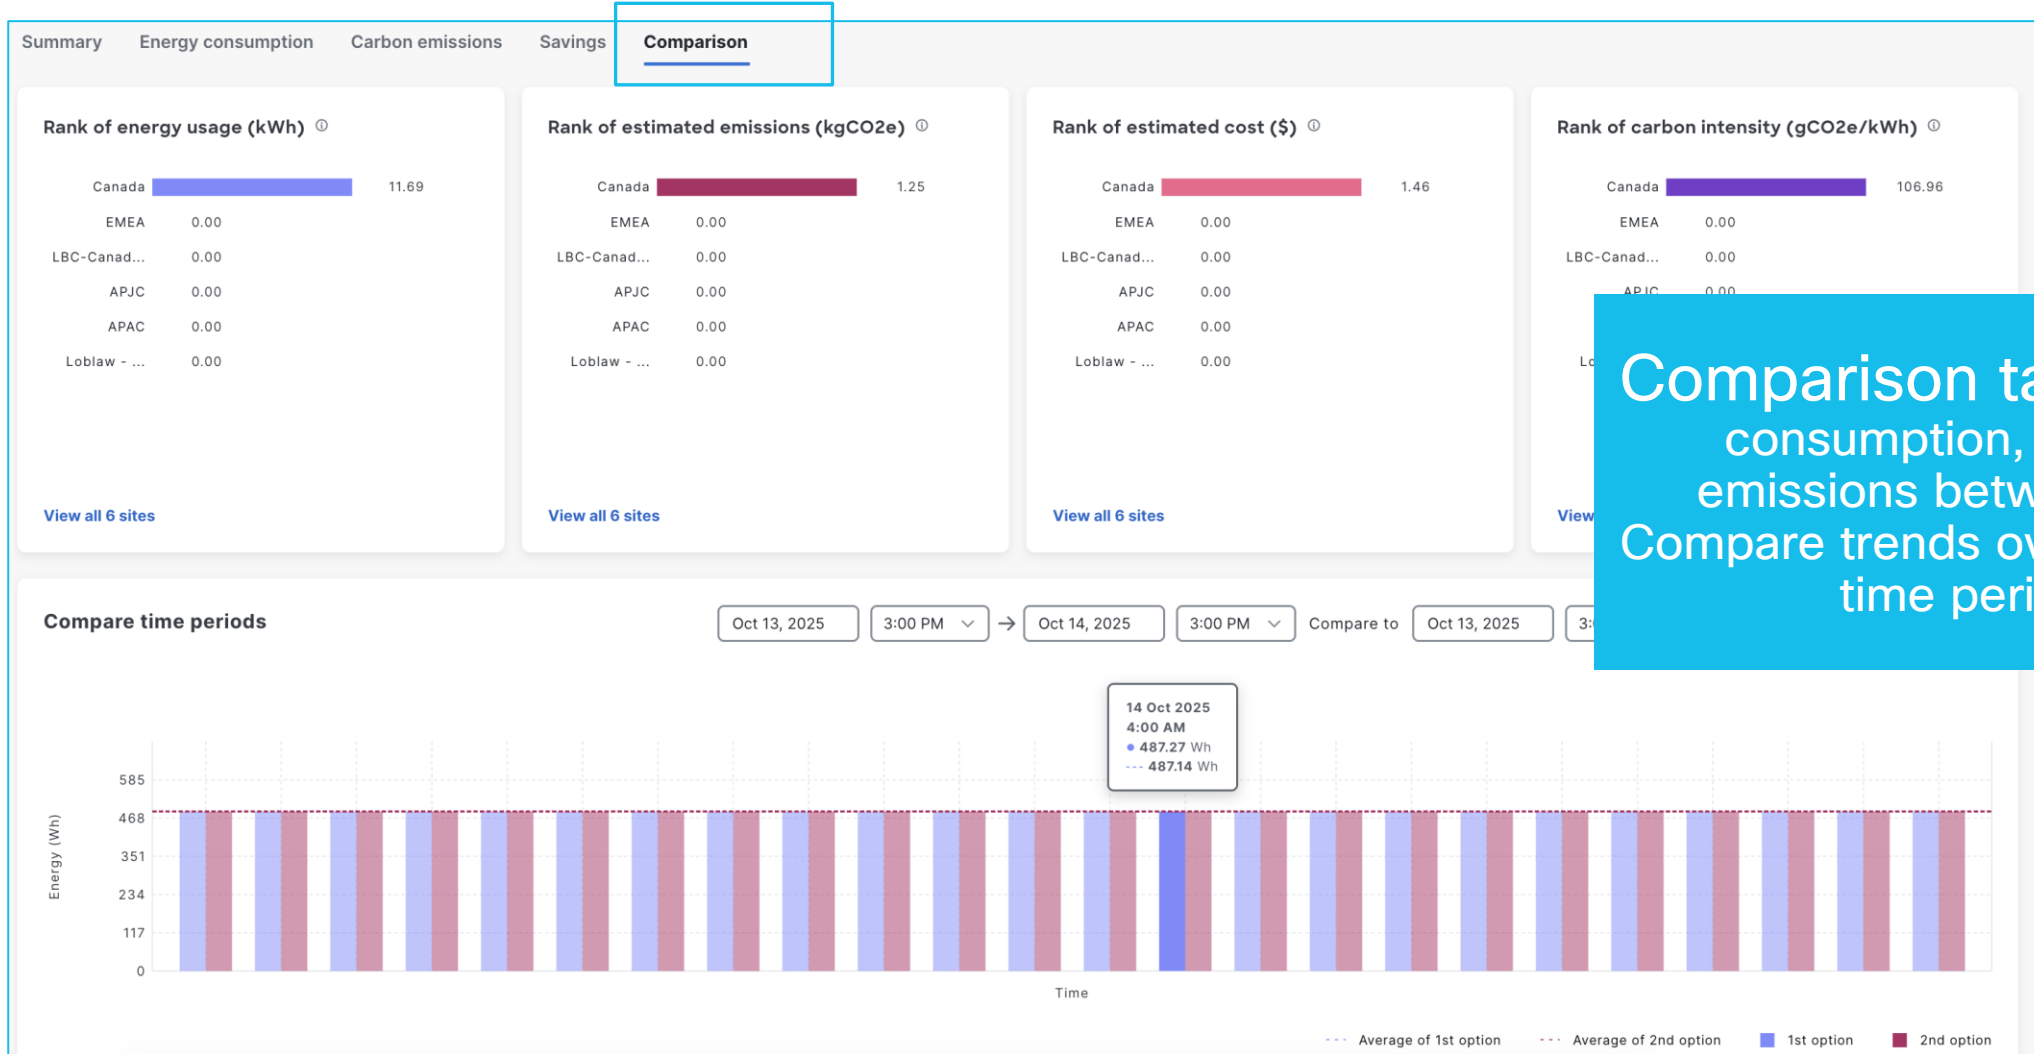 Summary Energy consumption Carbon emissions Savings Comparison
Rank of energy usage (kWh)
Canada 11.69
EMEA 0.00
LBC-Canad... 0.00
APJC 0.00
APAC 0.00
Loblaw - ... 0.00
View all 6 sites
Rank of estimated emissions (kgCO2e)
Canada 1.25
EMEA 0.00
LBC-Canad... 0.00
APJC 0.00
APAC 0.00
Loblaw - ... 0.00
View all 6 sites
Rank of estimated cost ($)
Canada 1.46
EMEA 0.00
LBC-Canad... 0.00
APJC 0.00
APAC 0.00
Loblaw - ... 0.00
View all 6 sites
Rank of carbon intensity (gCO2e/kWh)
Canada 106.96
EMEA 0.00
LBC-Canad... 0.00
APJC 0.00
View
Comparison
consumption,
emissions
Compare trends
time
Compare time periods
Oct 13, 2025 3:00 PM → Oct 14, 2025 3:00 PM Compare to Oct 13, 2025
14 Oct 2025
4:00 AM
487.27 Wh
487.14 Wh
Energy (Wh)
585
468
351
234
117
0
Time
Average of 1st option Average of 2nd option 1st option 2nd option